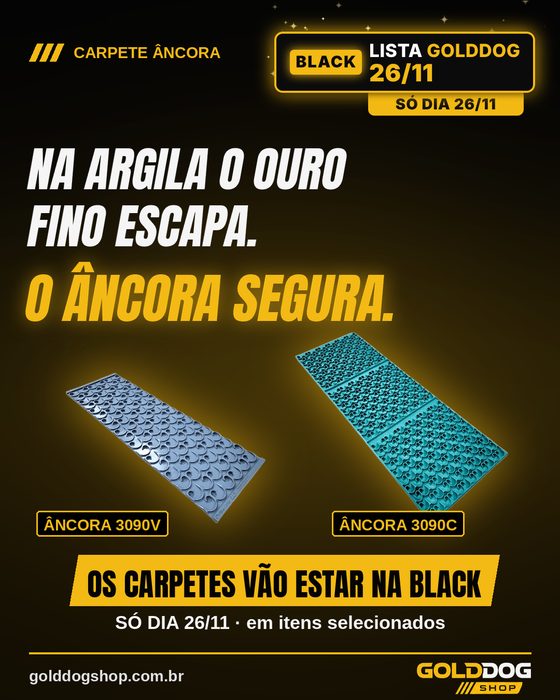 CARPETE ÂNCORA
BLACK
LISTA GOLDDOG
26/11
SÓ DIA 26/11
NA ARGILA O OURO
FINO ESCAPA.
O ÂNCORA SEGURA.
ÂNCORA 3090V
ÂNCORA 3090C
OS CARPETES VÃO ESTAR NA BLACK
SÓ DIA 26/11 · em itens selecionados
golddogshop.com.br
GOLDDOG
SHOP